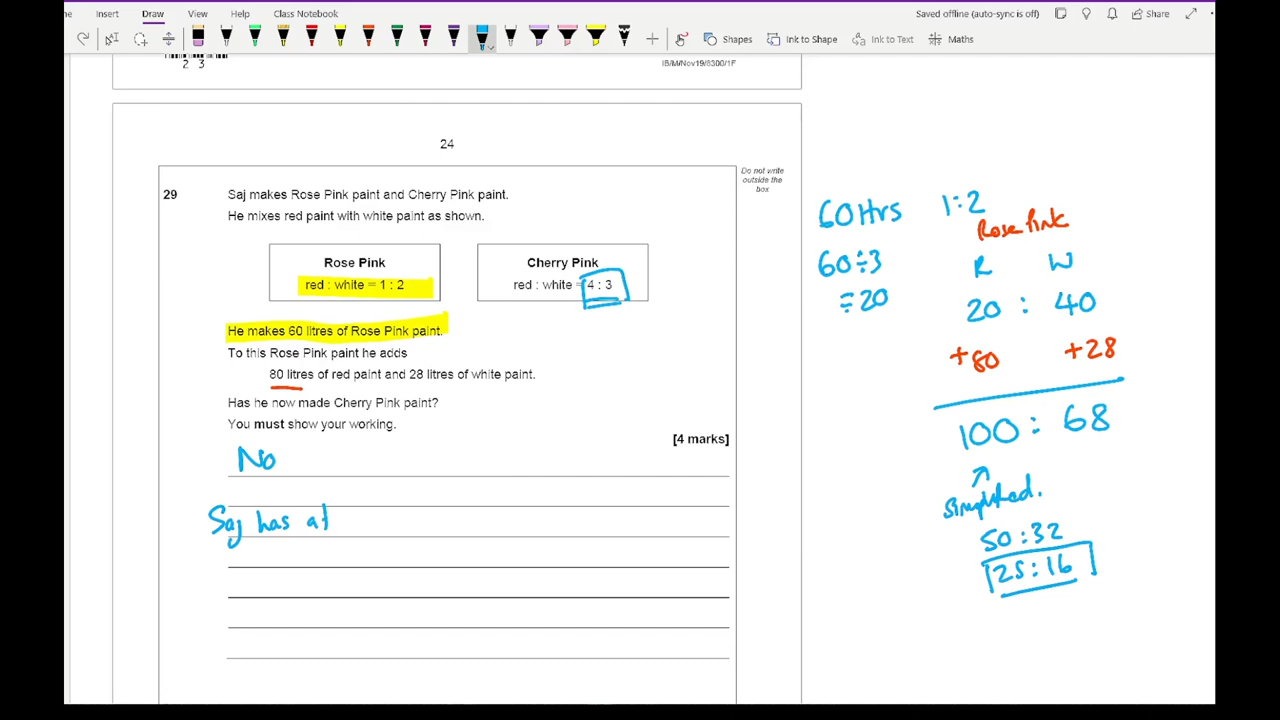 Insert Draw View Help Class Notebook Saved offline (auto-sync is off) Share
Shapes Ink to Shape Ink to Text Maths
2 3
IB/M/Nov19/8300/1F
24
Do not write
outside the
box
29 Saj makes Rose Pink paint and Cherry Pink paint.
He mixes red paint with white paint as shown.
Rose Pink
red : white = 1 : 2
Cherry Pink
red : white = 4 : 3
He makes 60 litres of Rose Pink paint.
To this Rose Pink paint he adds
80 litres of red paint and 28 litres of white paint.
Has he now made Cherry Pink paint?
You must show your working.
[4 marks]
No
Saj has at
60 ltrs 1:2
Rose Pink
60÷3 R W
=20 20 : 40
+80 +28
100 : 68
simplified.
50:32
25:16